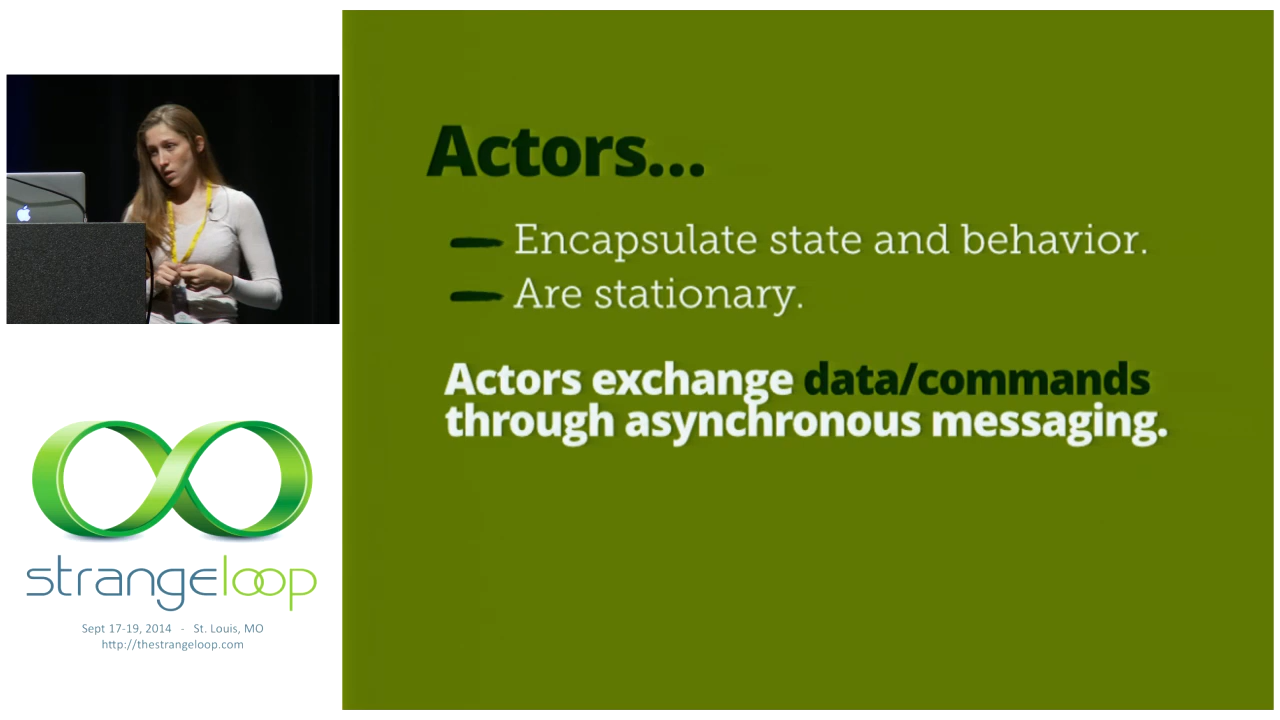 Actors...
Encapsulate state and behavior.
Are stationary.
Actors exchange data/commands
through asynchronous messaging.
strangeloop
Sept 17-19, 2014 - St. Louis, MO
http://thestrangeloop.com